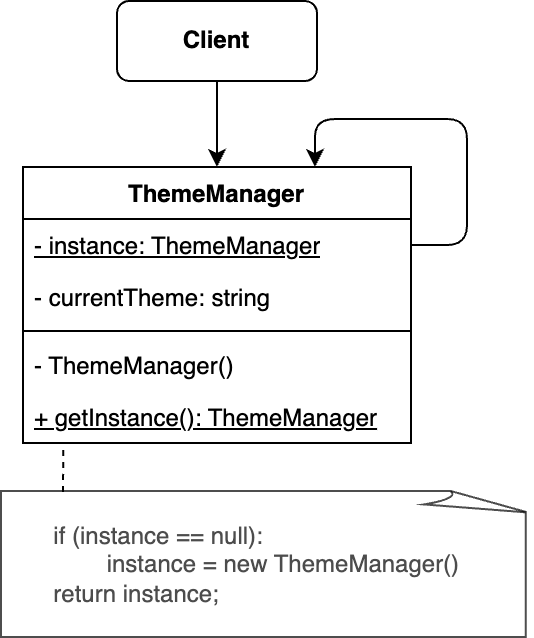 Client
ThemeManager
- instance: ThemeManager
- currentTheme: string
- ThemeManager()
+ getInstance(): ThemeManager
if (instance == null):
instance = new ThemeManager()
return instance;